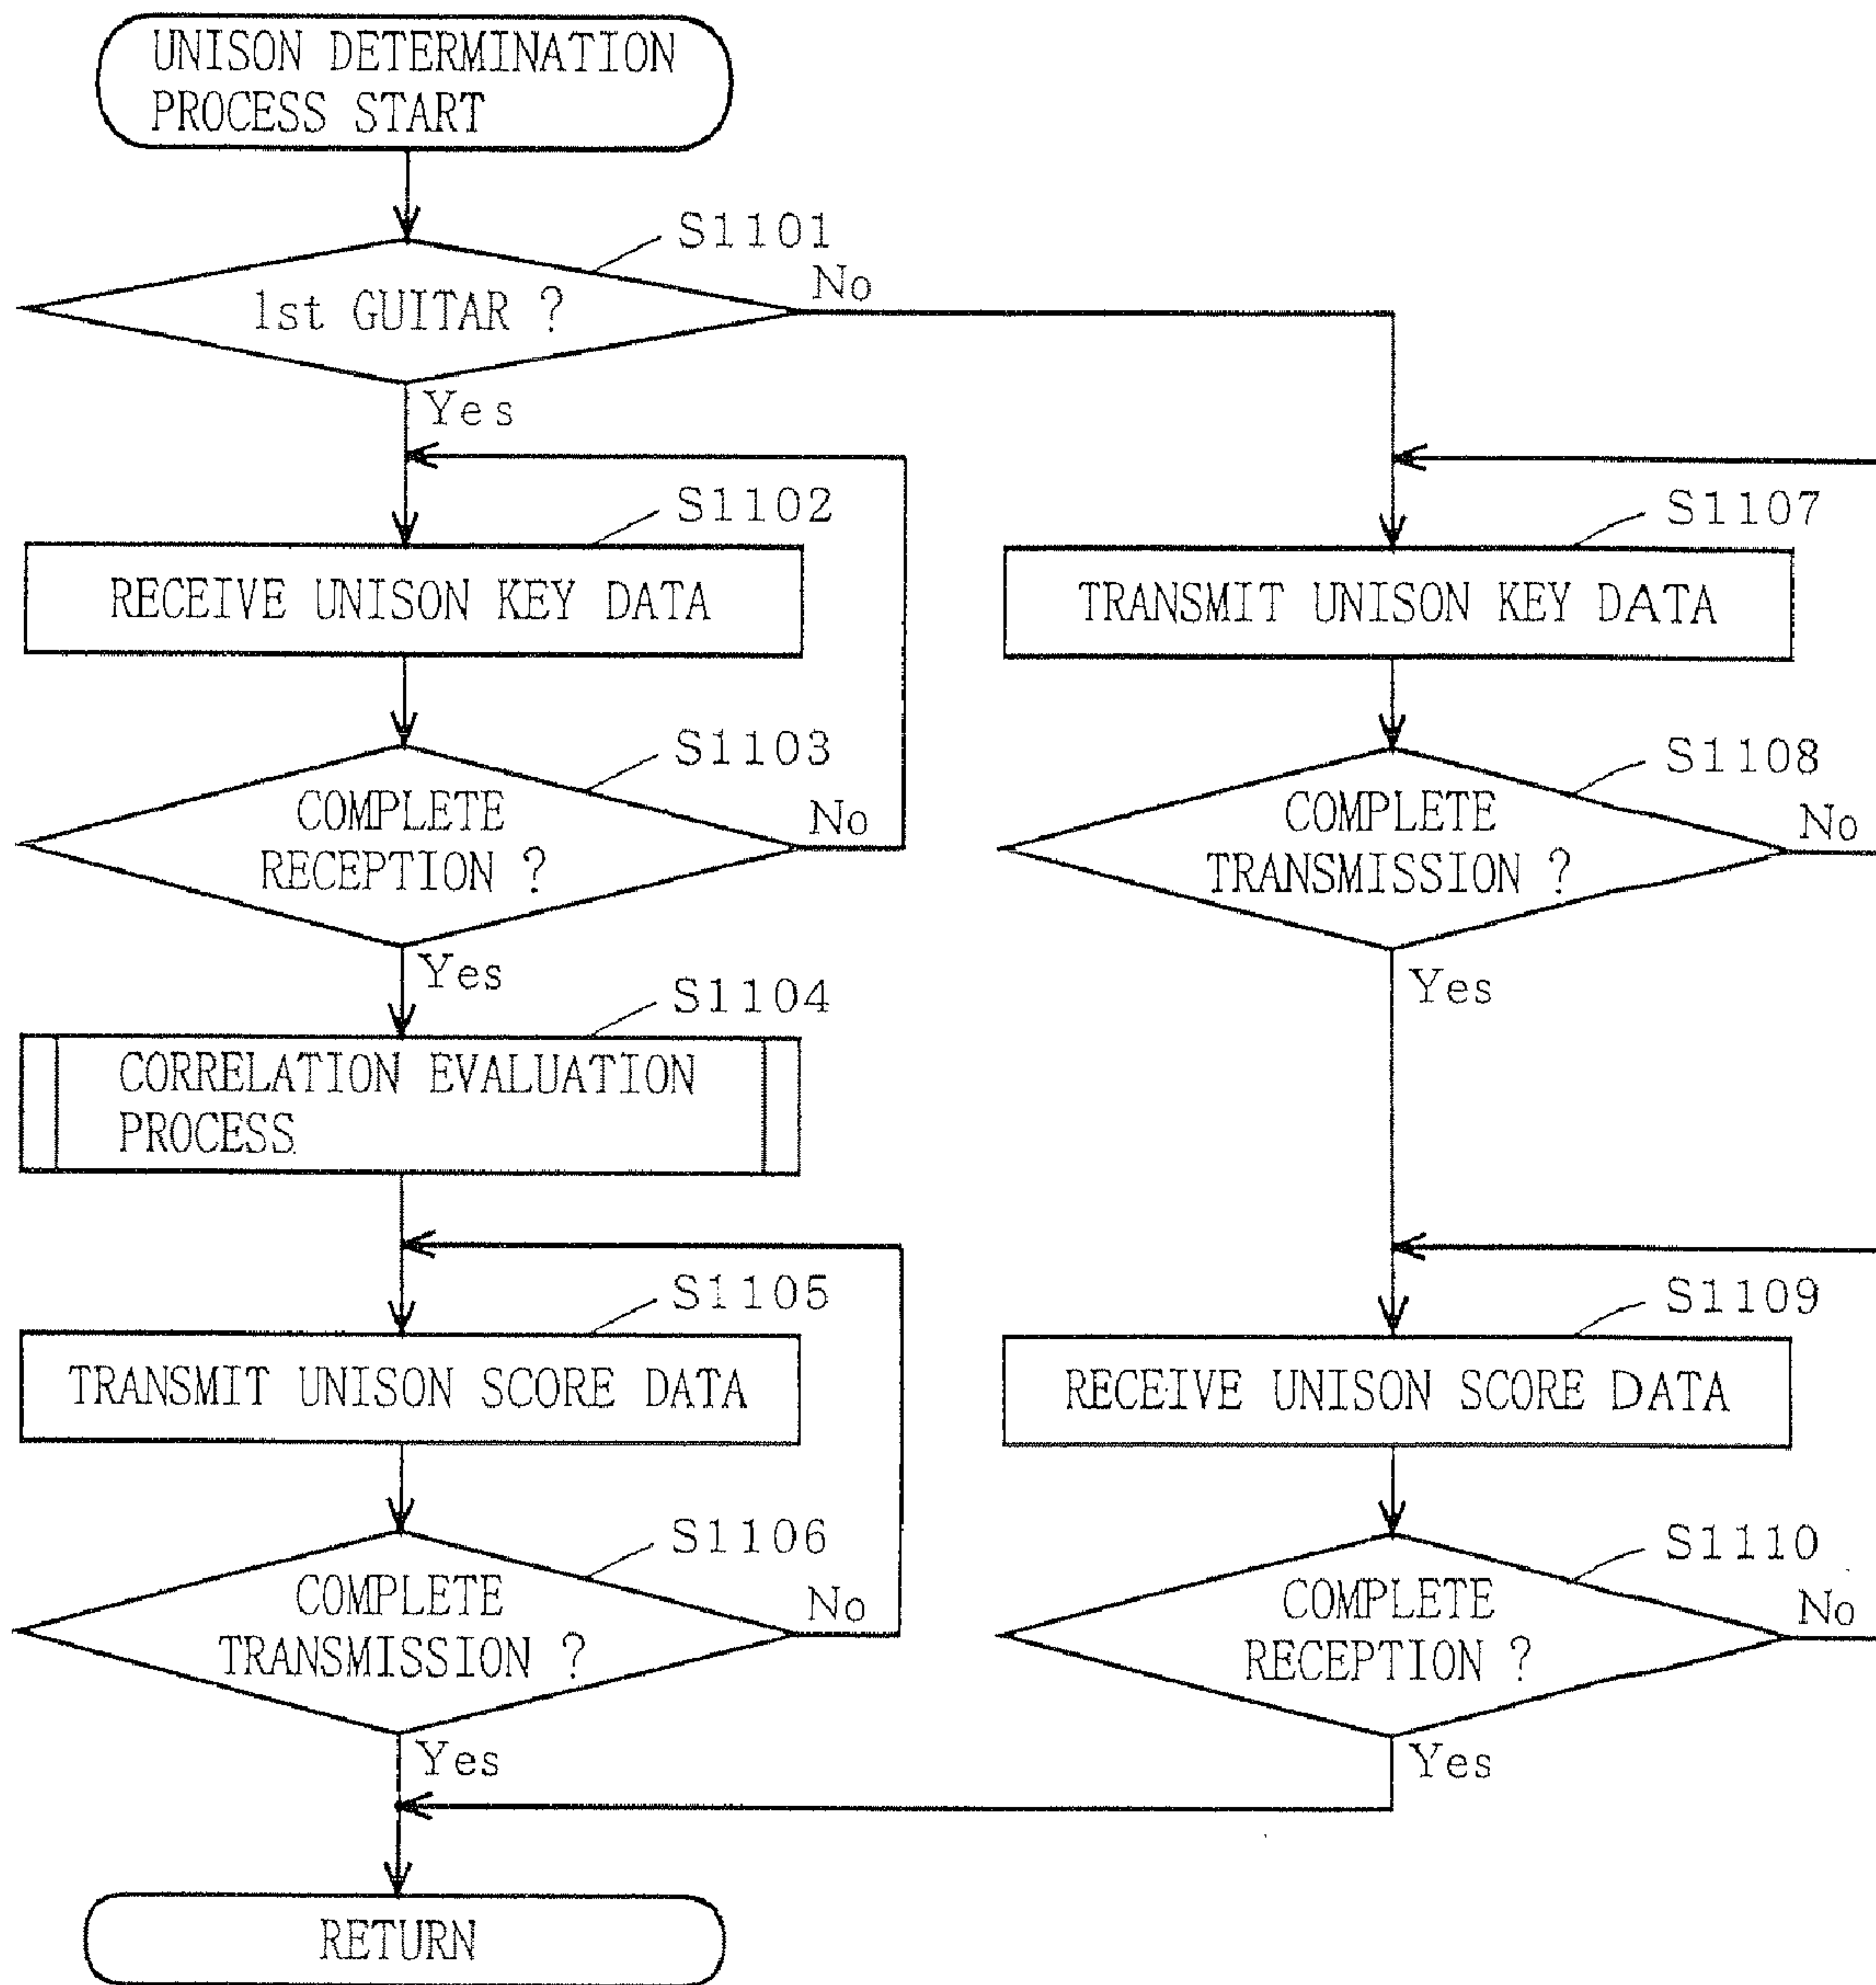 UNISON DETERMINATION
PROCESS START
S1101
1st GUITAR ?
No
Yes
S1102
RECEIVE UNISON KEY DATA
S1103
COMPLETE
RECEPTION ?
No
Yes
S1104
CORRELATION EVALUATION
PROCESS
S1105
TRANSMIT UNISON SCORE DATA
S1106
COMPLETE
TRANSMISSION ?
No
Yes
S1107
TRANSMIT UNISON KEY DATA
S1108
COMPLETE
TRANSMISSION ?
No
Yes
S1109
RECEIVE UNISON SCORE DATA
S1110
COMPLETE
RECEPTION ?
No
Yes
RETURN